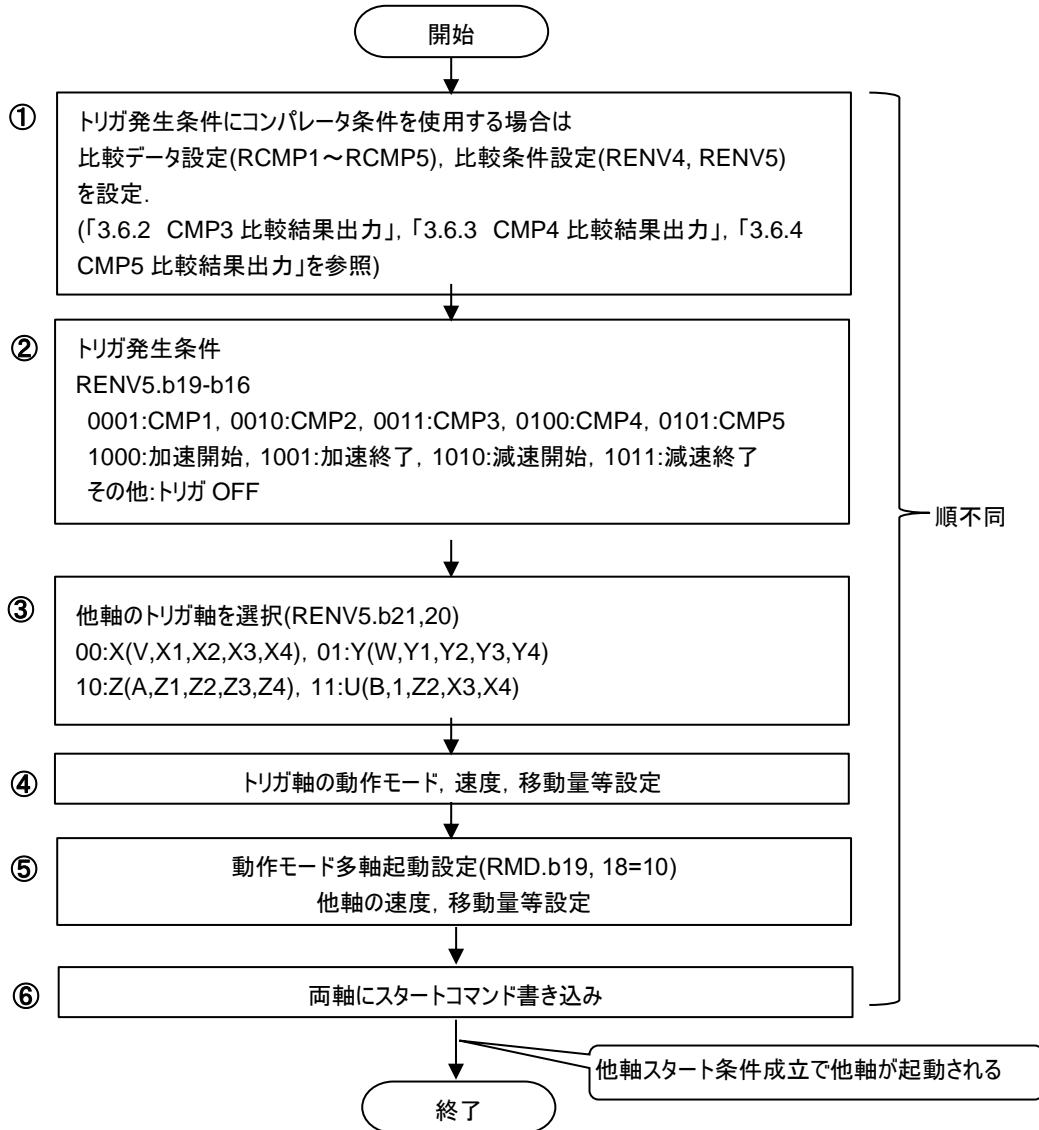 開始
①
トリガ発生条件にコンパレータ条件を使用する場合は
比較データ設定(RCMP1～RCMP5), 比較条件設定(RENV4, RENV5)
を設定.
(「3.6.2 CMP3 比較結果出力」,「3.6.3 CMP4 比較結果出力」,「3.6.4
CMP5 比較結果出力」を参照)
②
トリガ発生条件
RENV5.b19-b16
0001:CMP1, 0010:CMP2, 0011:CMP3, 0100:CMP4, 0101:CMP5
1000:加速開始, 1001:加速終了, 1010:減速開始, 1011:減速終了
その他:トリガ OFF
順不同
③
他軸のトリガ軸を選択(RENV5.b21,20)
00:X(V,X1,X2,X3,X4), 01:Y(W,Y1,Y2,Y3,Y4)
10:Z(A,Z1,Z2,Z3,Z4), 11:U(B,1,Z2,X3,X4)
④
トリガ軸の動作モード, 速度, 移動量等設定
⑤
動作モード多軸起動設定(RMD.b19, 18=10)
他軸の速度, 移動量等設定
⑥
両軸にスタートコマンド書き込み
他軸スタート条件成立で他軸が起動される
終了